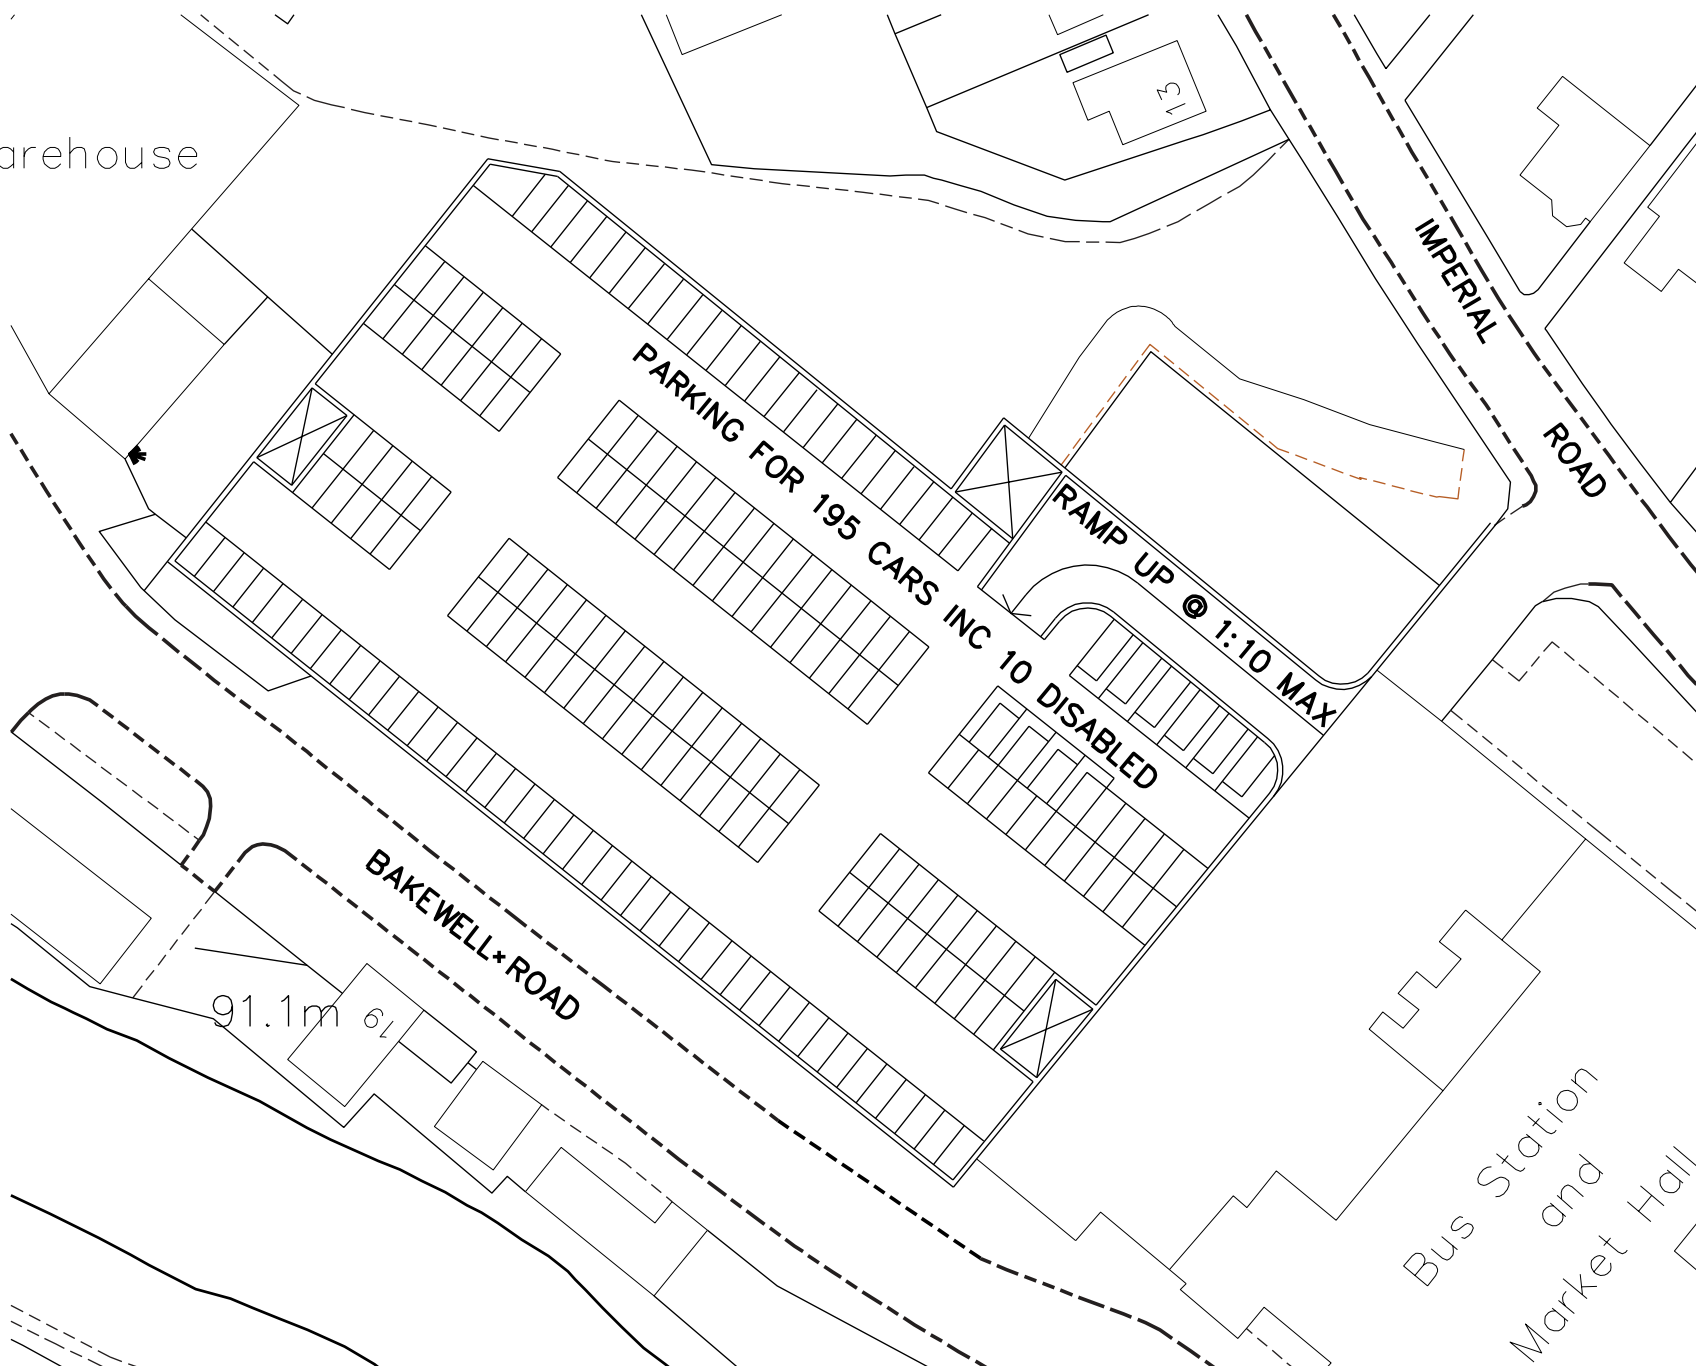 arehouse
13
IMPERIAL
ROAD
PARKING FOR 195 CARS INC 10 DISABLED
RAMP UP @ 1:10 MAX
BAKEWELL ROAD
91.1m
19
Bus Station
and
Market Hall